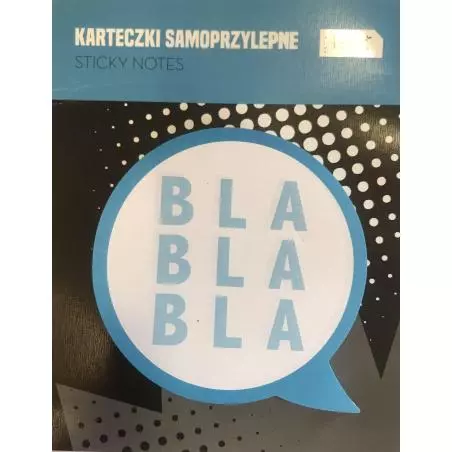 KARTECZKI SAMOPRZYLEPNE
STICKY NOTES
BLA
BLA
BLA